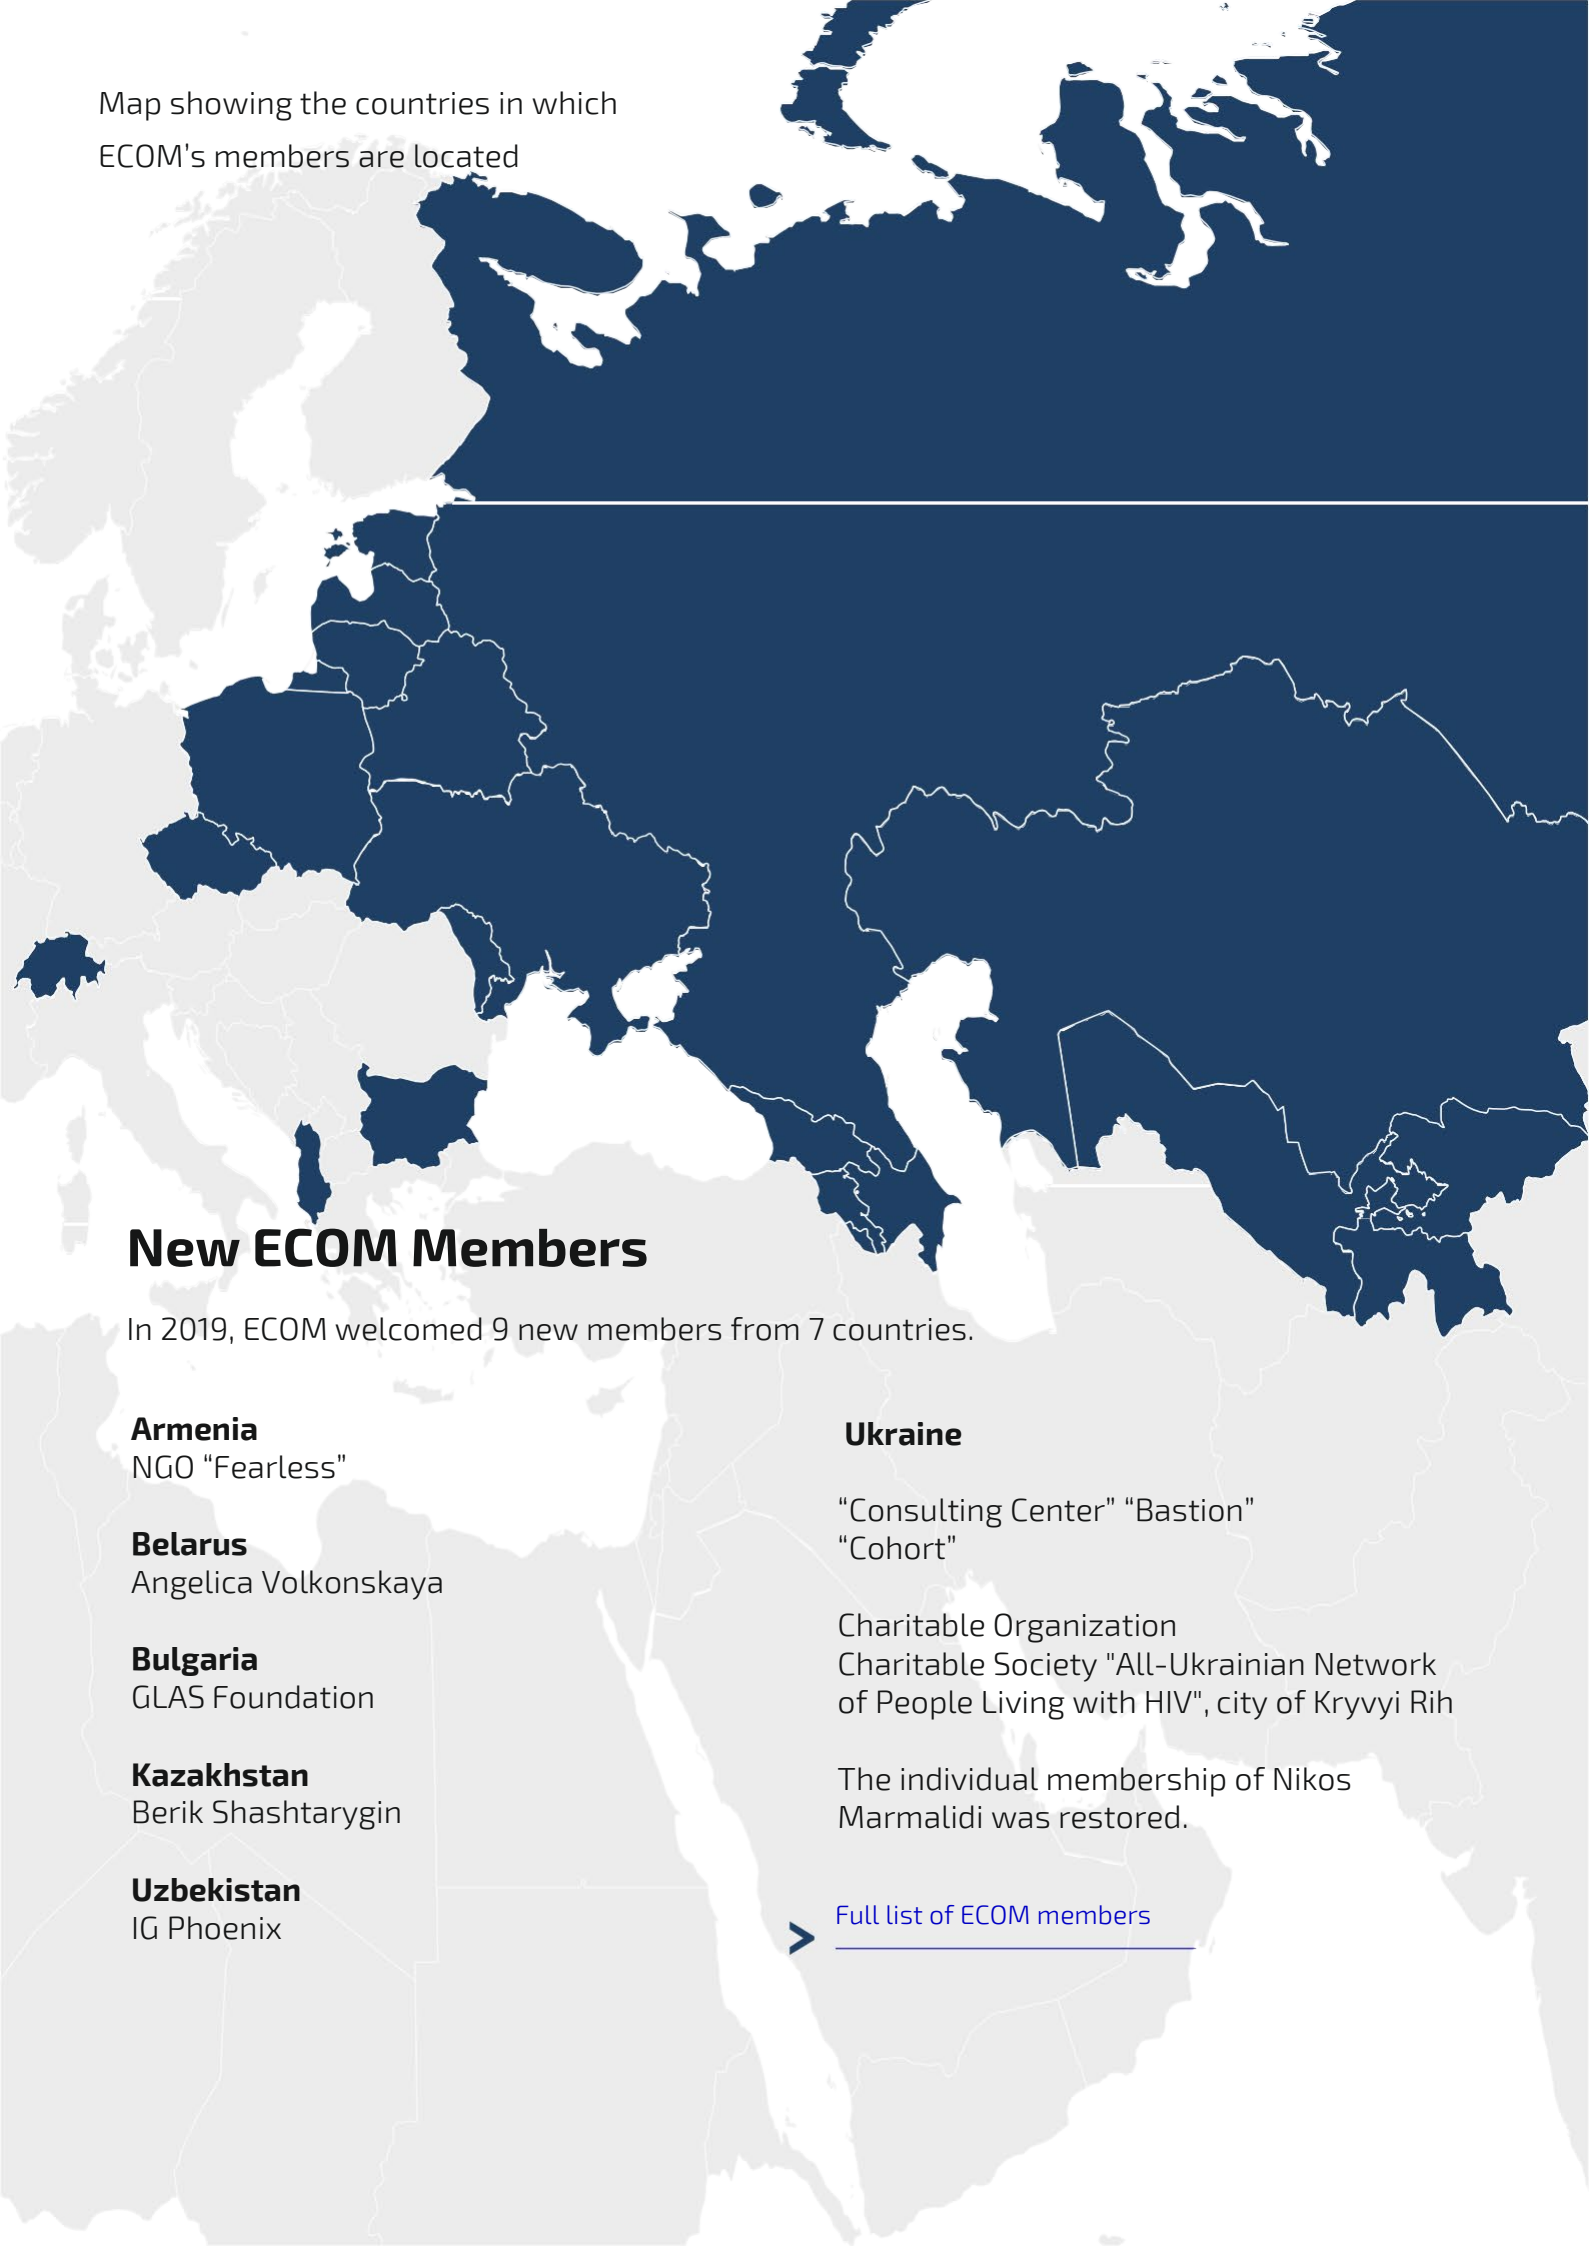 Map showing the countries in which
ECOM’s members are located
New ECOM Members
In 2019, ECOM welcomed 9 new members from 7 countries.
Armenia
NGO “Fearless”
Belarus
Angelica Volkonskaya
Bulgaria
GLAS Foundation
Kazakhstan
Berik Shashtarygin
Uzbekistan
IG Phoenix
Ukraine
“Consulting Center” “Bastion”
“Cohort”
Charitable Organization
Charitable Society "All-Ukrainian Network
of People Living with HIV", city of Kryvyi Rih
The individual membership of Nikos
Marmalidi was restored.
> Full list of ECOM members